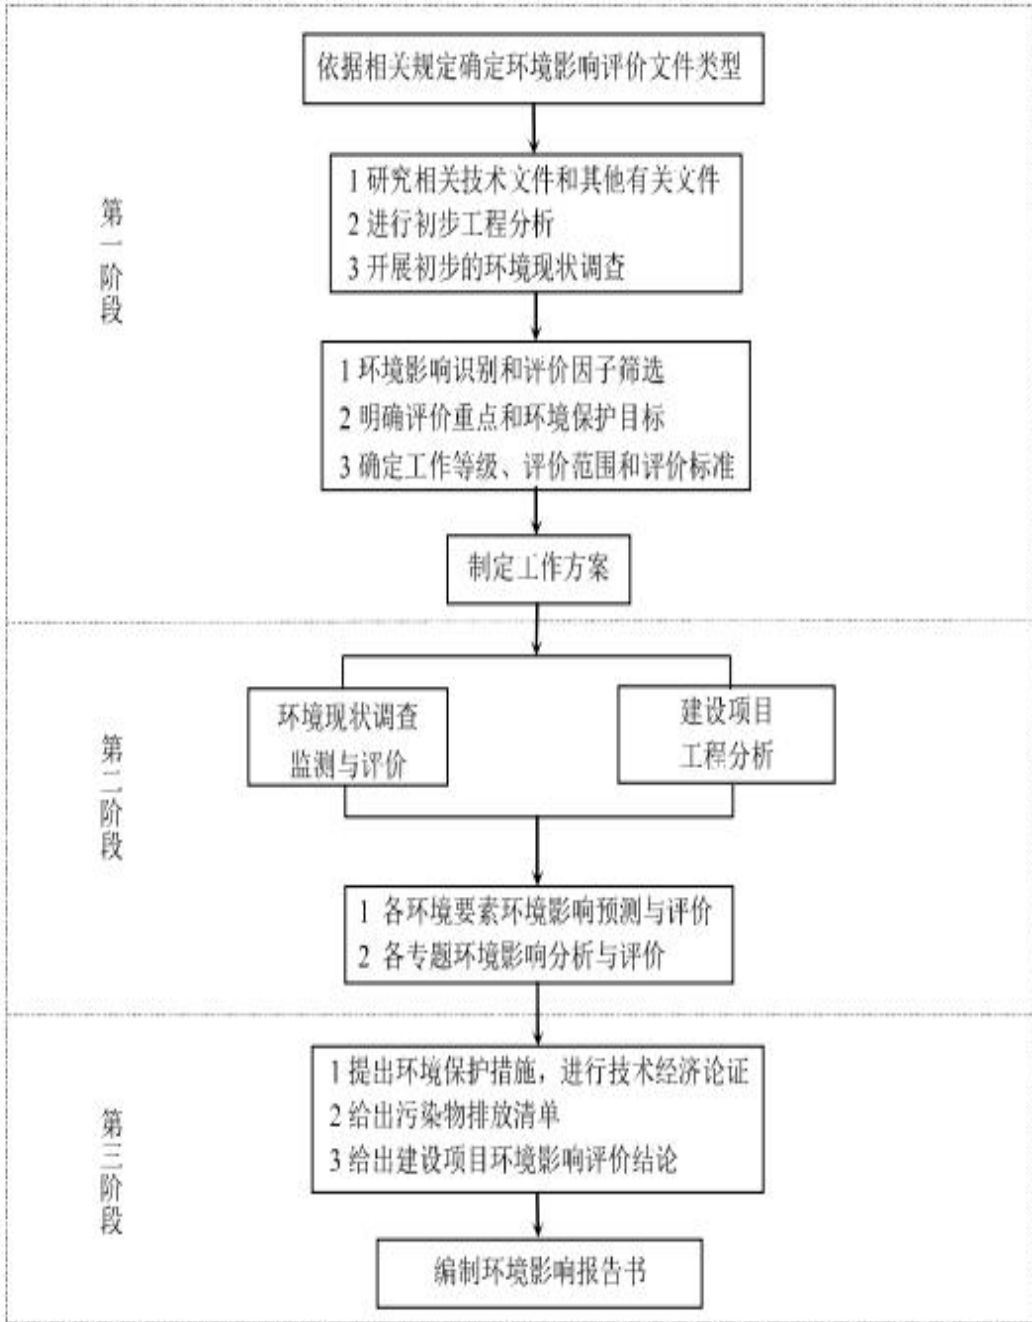 第一阶段
依据相关规定确定环境影响评价文件类型
1 研究相关技术文件和其他有关文件
2 进行初步工程分析
3 开展初步的环境现状调查
1 环境影响识别和评价因子筛选
2 明确评价重点和环境保护目标
3 确定工作等级、评价范围和评价标准
制定工作方案
第二阶段
环境现状调查
监测与评价
建设项目
工程分析
1 各环境要素环境影响预测与评价
2 各专题环境影响分析与评价
第三阶段
1 提出环境保护措施，进行技术经济论证
2 给出污染物排放清单
3 给出建设项目环境影响评价结论
编制环境影响报告书